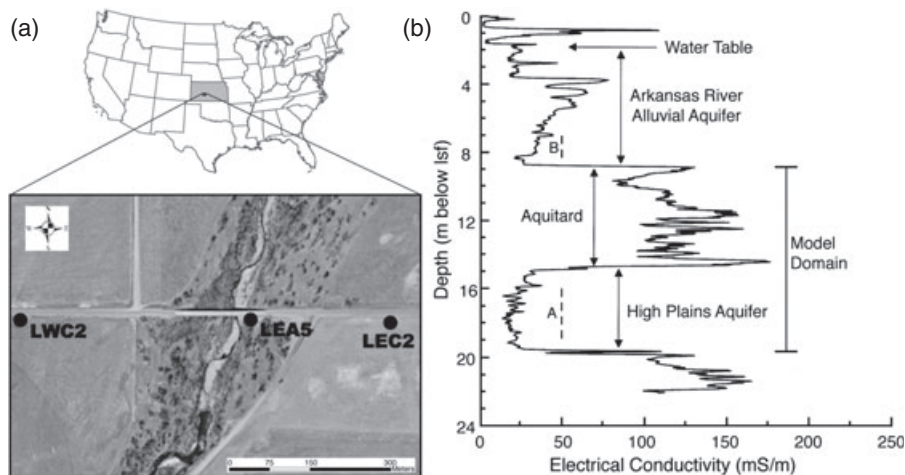 (a)
LWC2
LEA5
LEC2
0 75 150 300
Meters
(b)
0
4
8
12
16
20
24
Depth (m below lsf)
Water Table
Arkansas River
Alluvial Aquifer
B
Aquitard
Model
Domain
A
High Plains Aquifer
0 50 100 150 200 250
Electrical Conductivity (mS/m)